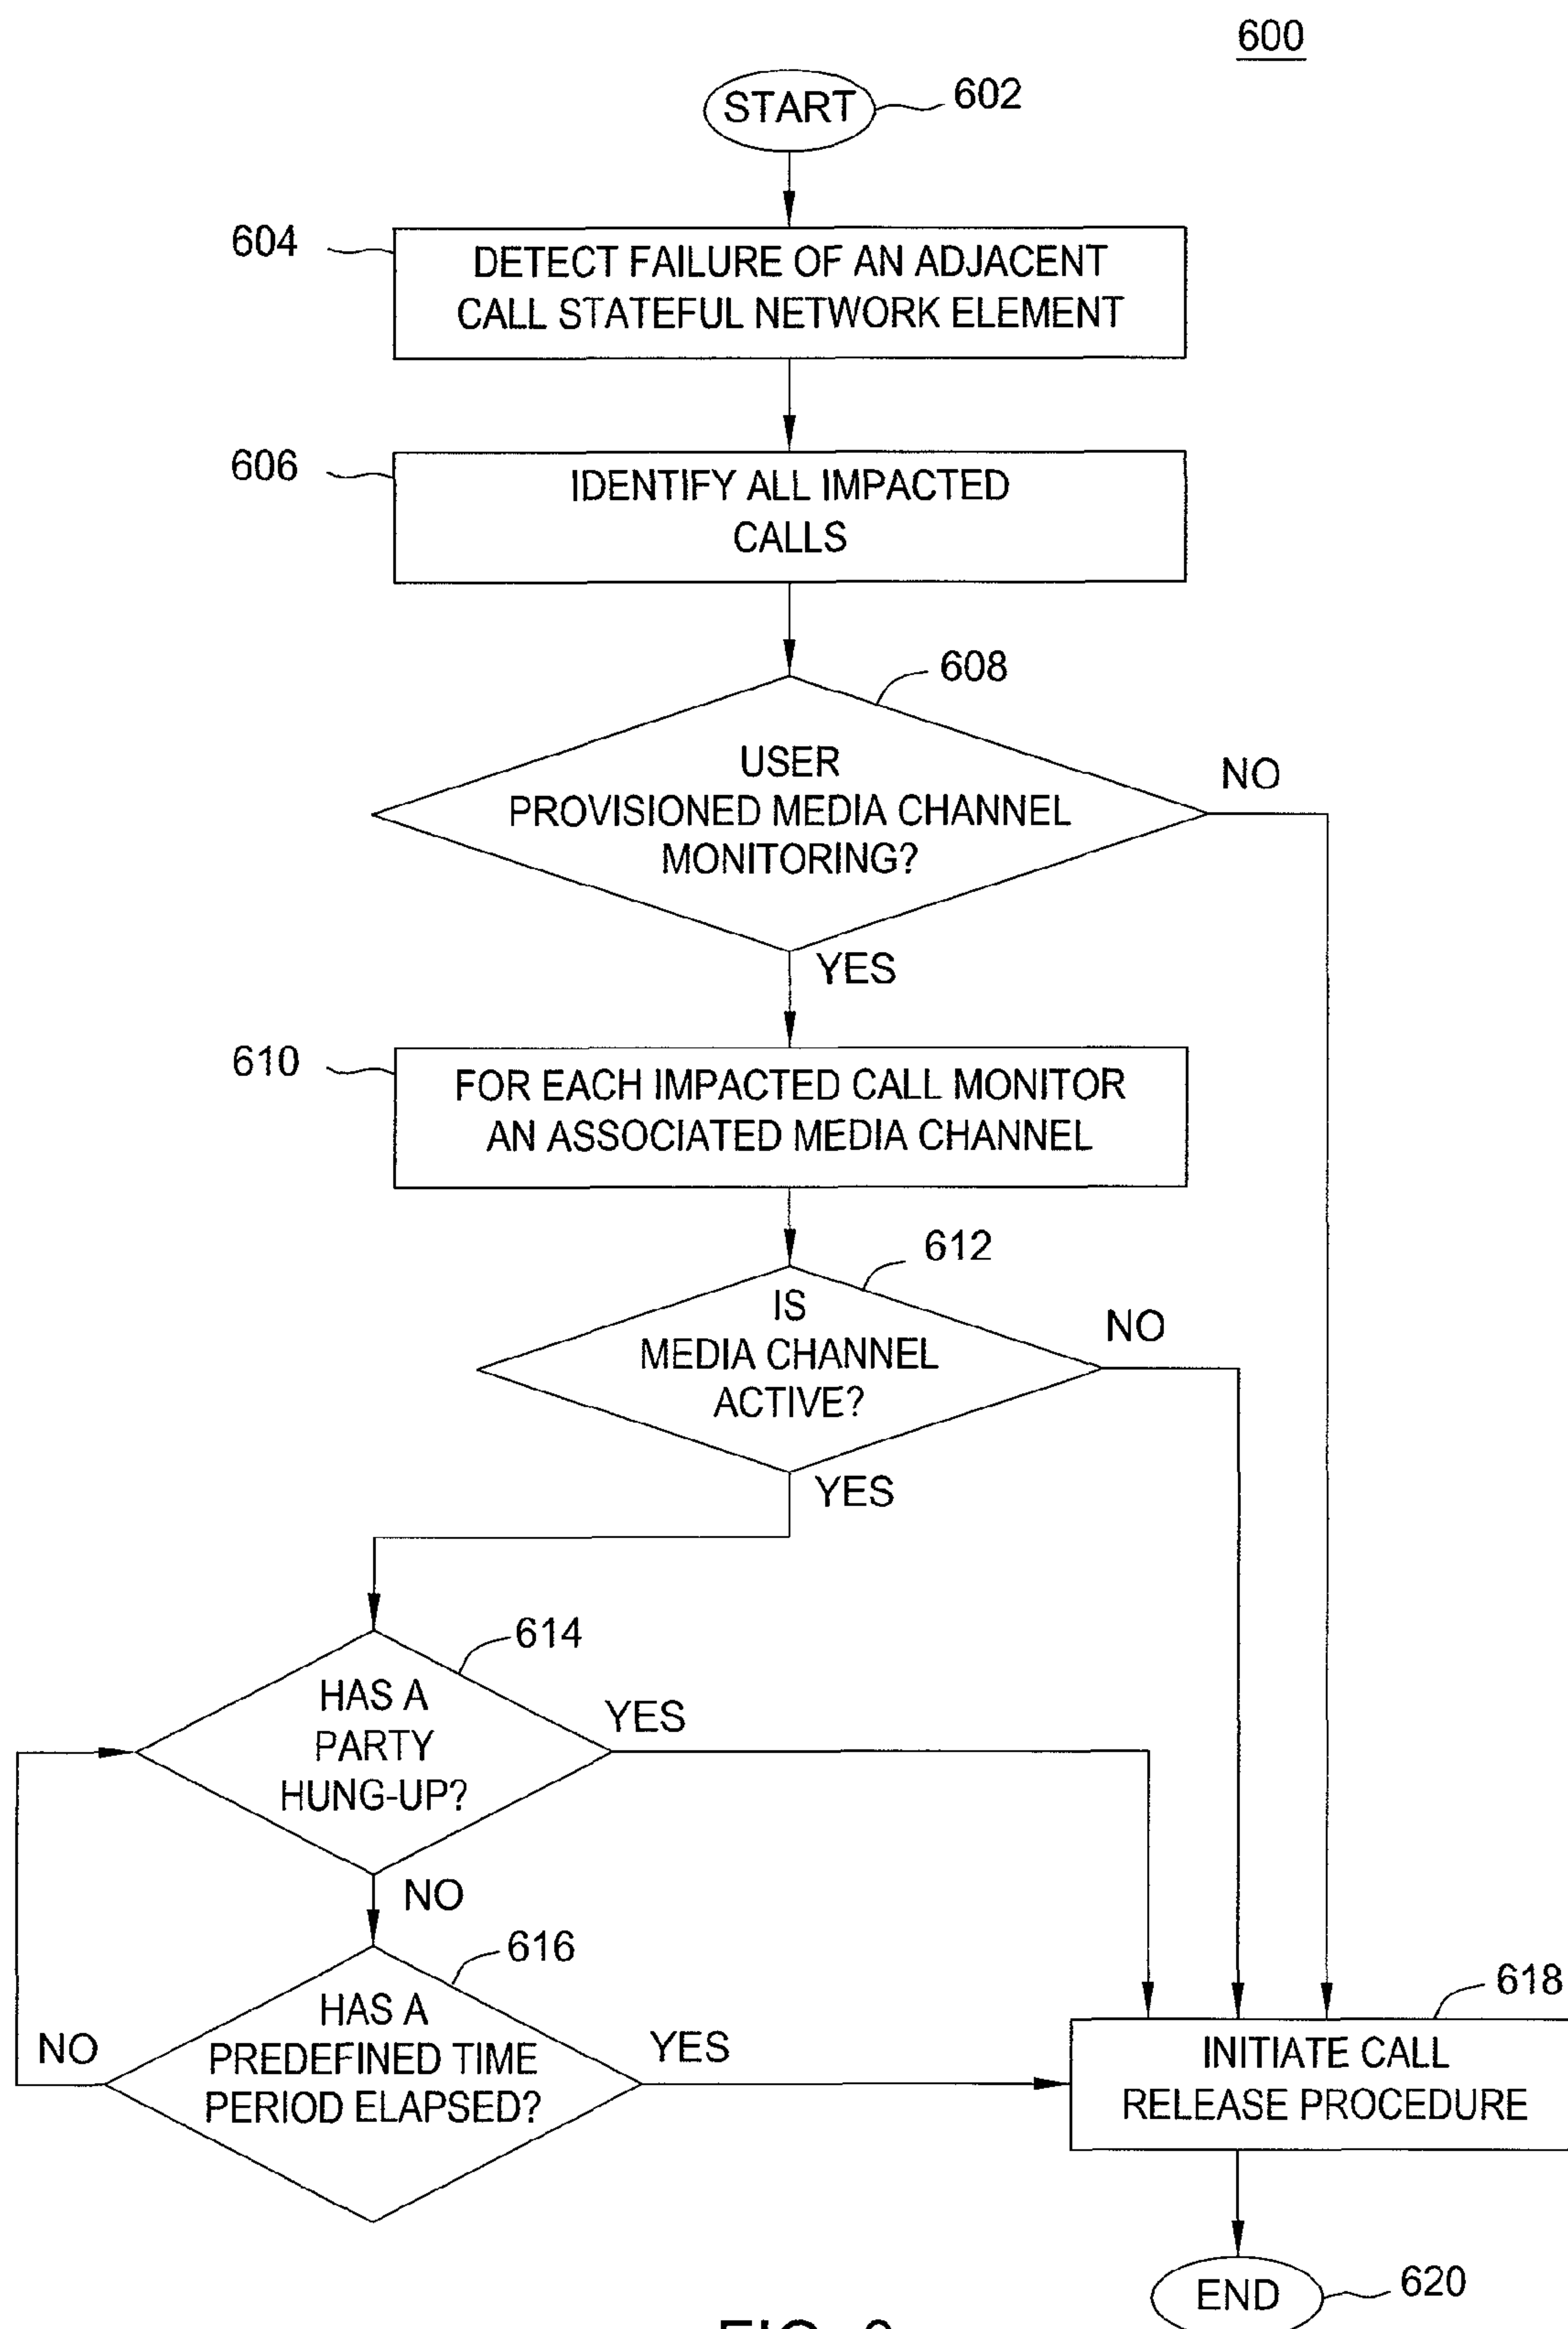 600
START
602
604
DETECT FAILURE OF AN ADJACENT
CALL STATEFUL NETWORK ELEMENT
606
IDENTIFY ALL IMPACTED
CALLS
608
USER
PROVISIONED MEDIA CHANNEL
MONITORING?
NO
YES
610
FOR EACH IMPACTED CALL MONITOR
AN ASSOCIATED MEDIA CHANNEL
612
IS
MEDIA CHANNEL
ACTIVE?
NO
YES
614
HAS A
PARTY
HUNG-UP?
YES
NO
616
HAS A
PREDEFINED TIME
PERIOD ELAPSED?
NO
YES
618
INITIATE CALL
RELEASE PROCEDURE
END
620